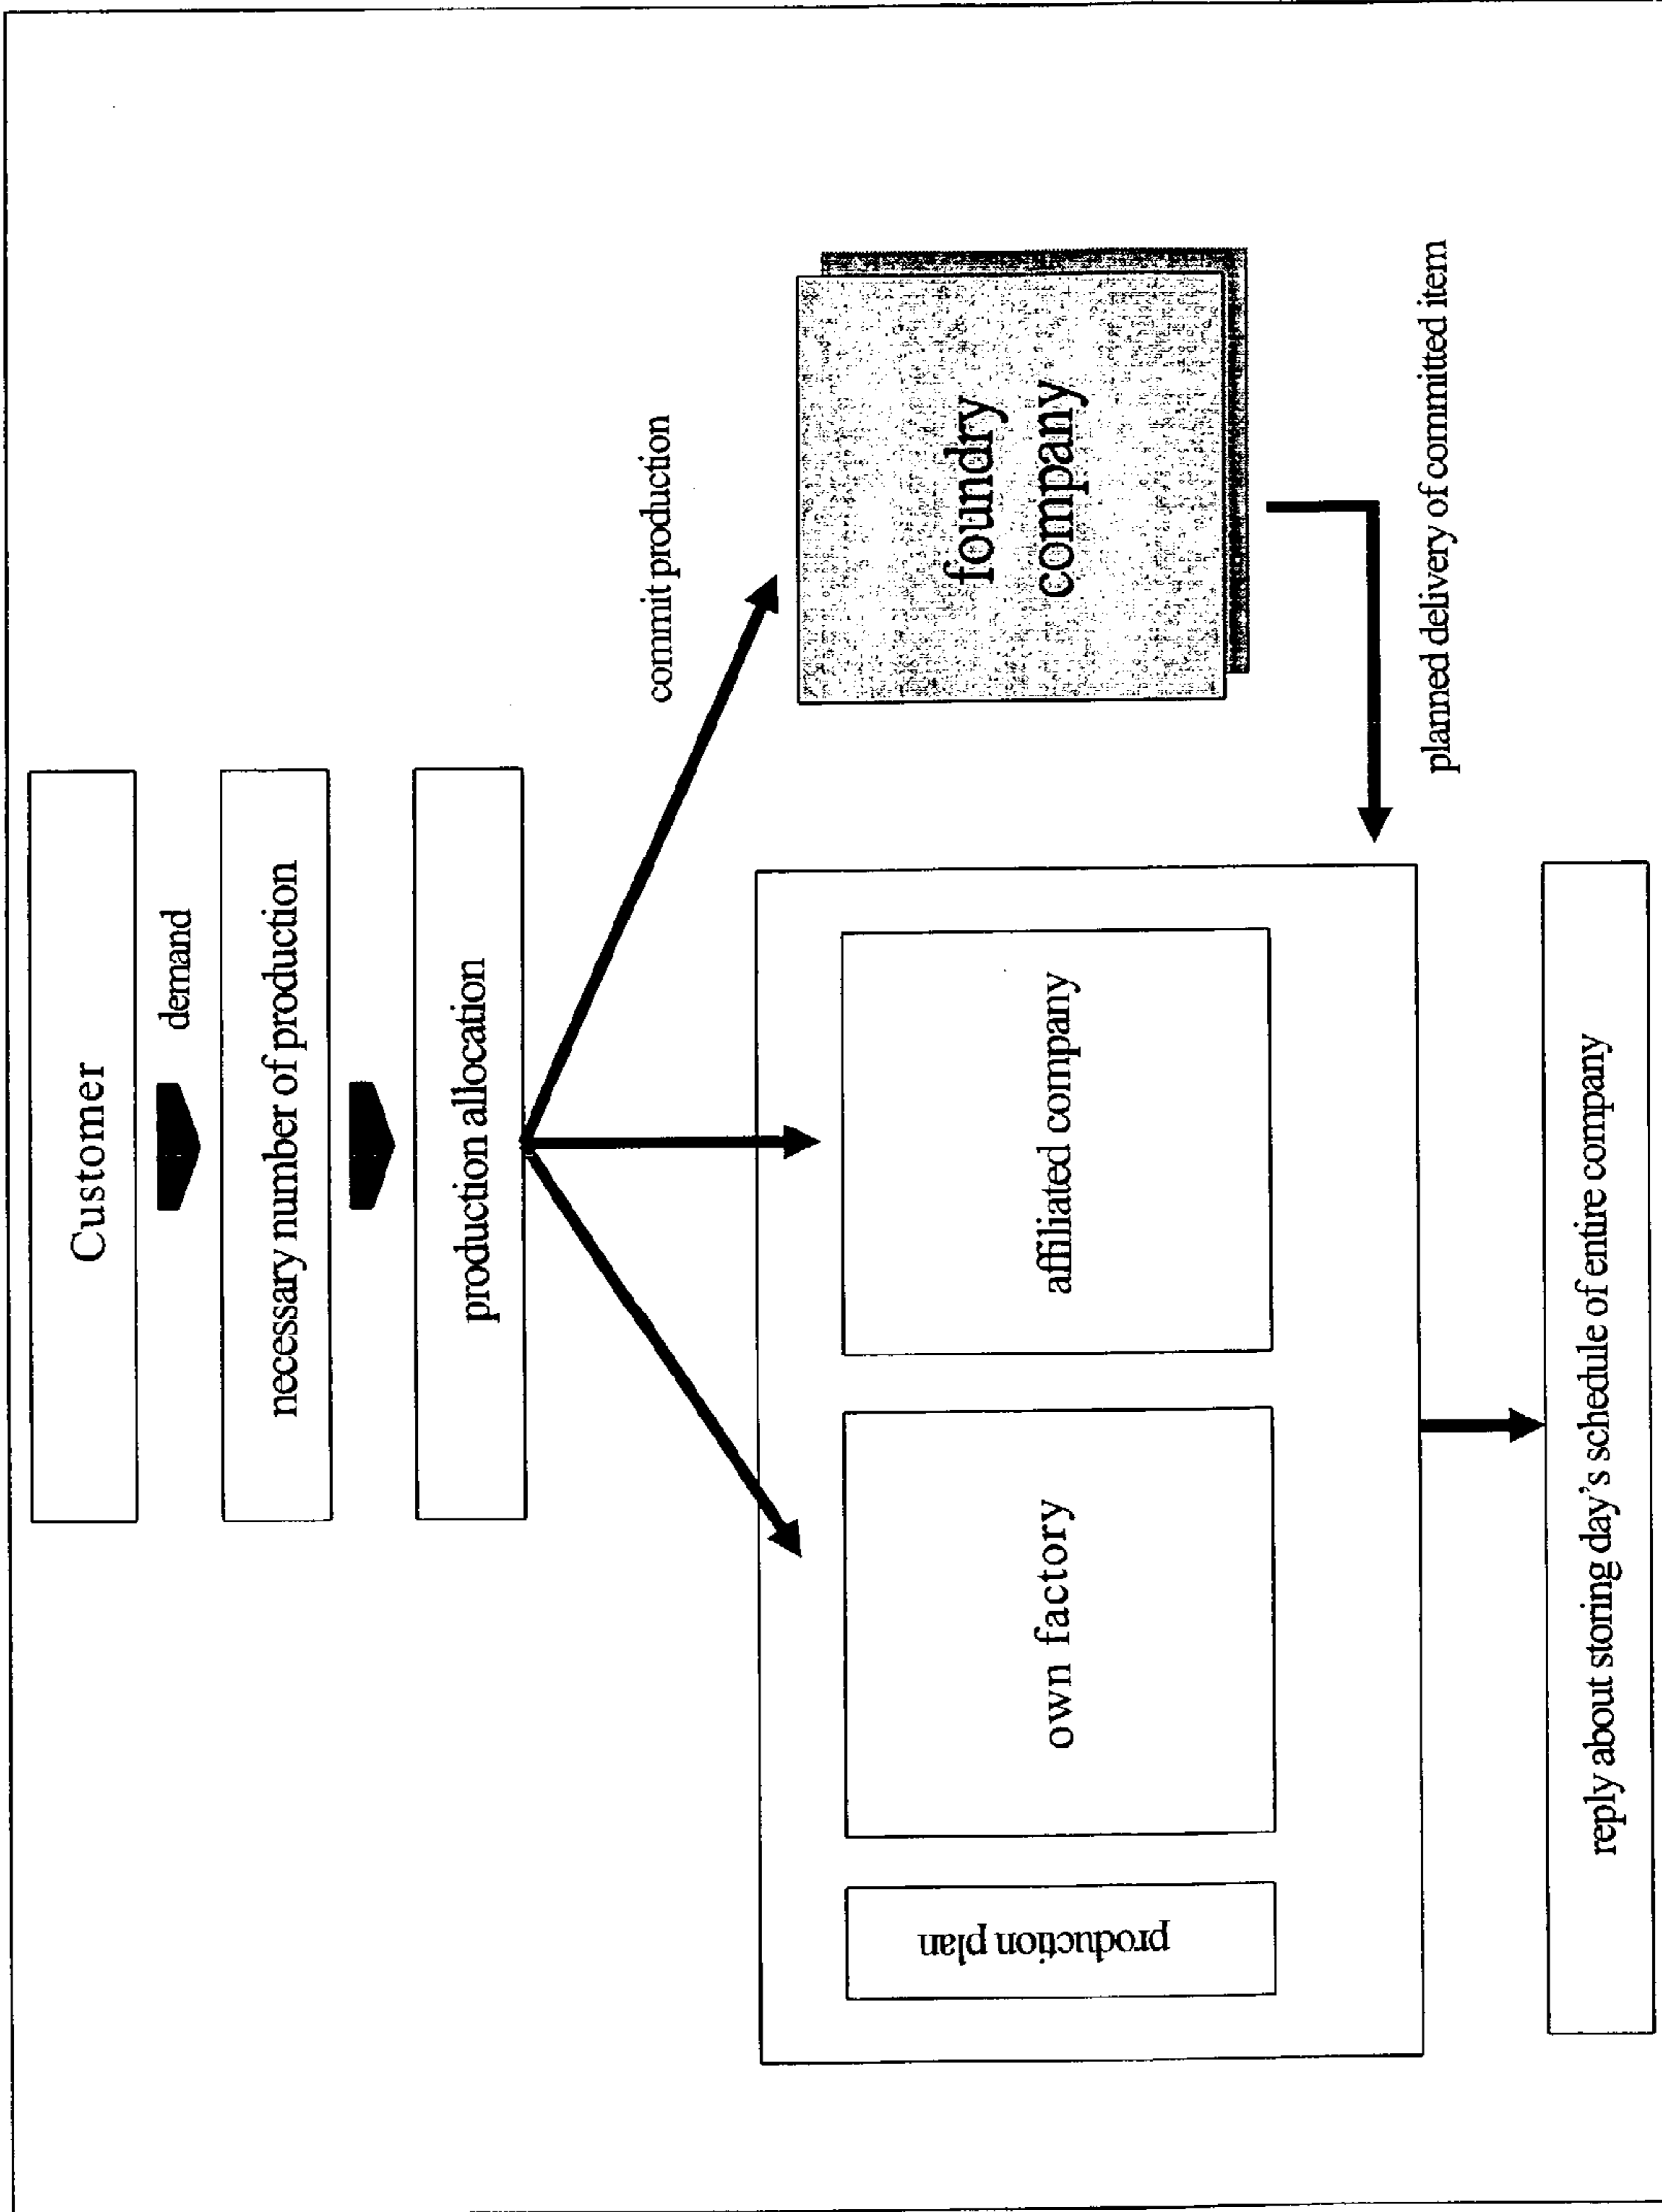 Customer
demand
necessary number of production
production allocation
commit production
production plan
own factory
affiliated company
foundry
company
planned delivery of committed item
reply about storing day's schedule of entire company